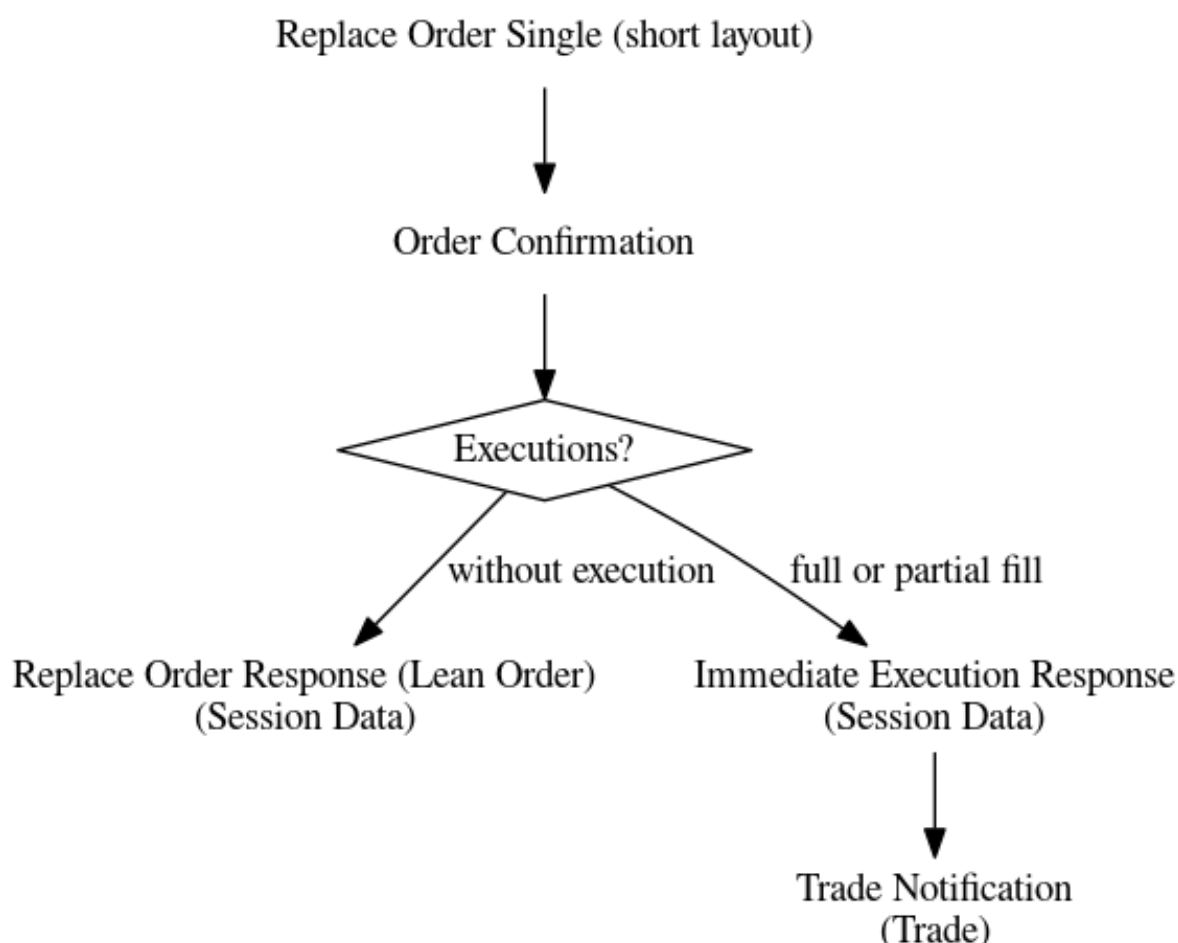 Replace Order Single (short layout)
Order Confirmation
Executions?
without execution
full or partial fill
Replace Order Response (Lean Order)
(Session Data)
Immediate Execution Response
(Session Data)
Trade Notification
(Trade)